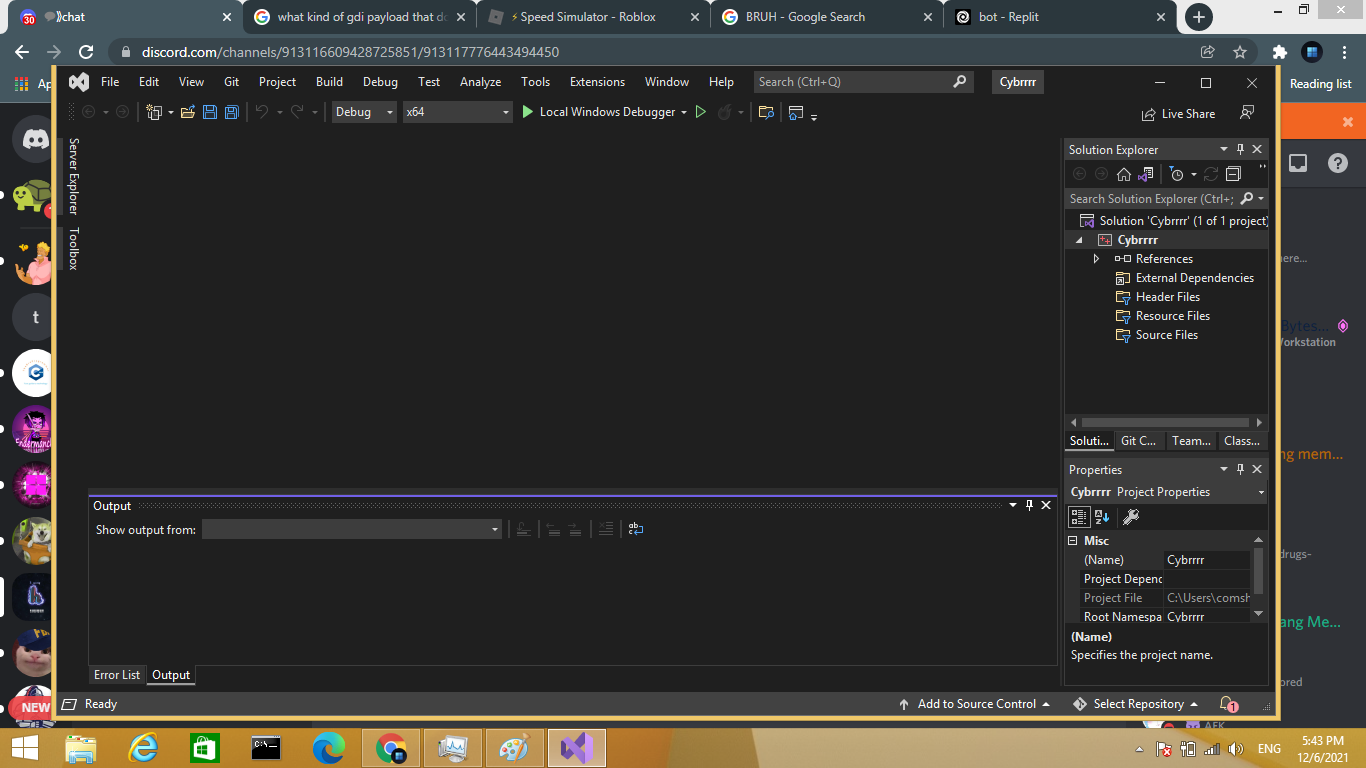 30
chat
what kind of gdi payload that do
⚡Speed Simulator - Roblox
BRUH - Google Search
bot - Replit
discord.com/channels/913116609428725851/913117776443494450
Ap
Reading list
File Edit View Git Project Build Debug Test Analyze Tools Extensions Window Help
Search (Ctrl+Q)
Cybrrrr
Debug
x64
Local Windows Debugger
Live Share
Server Explorer
Toolbox
Solution Explorer
Search Solution Explorer (Ctrl+;
Solution 'Cybrrrr' (1 of 1 project)
Cybrrrr
References
External Dependencies
Header Files
Resource Files
Source Files
Soluti... Git C... Team... Class...
Properties
Cybrrrr Project Properties
Misc
(Name) Cybrrrr
Project Depend
Project File C:\Users\comsh
Root Namespa Cybrrrr
(Name)
Specifies the project name.
Output
Show output from:
Error List Output
Ready
Add to Source Control
Select Repository
1
t
Endermanch
NEW
ere...
Bytes...
Workstation
ng mem...
drugs-
ang Me...
ored
AFK
C:\
ENG
5:43 PM
12/6/2021